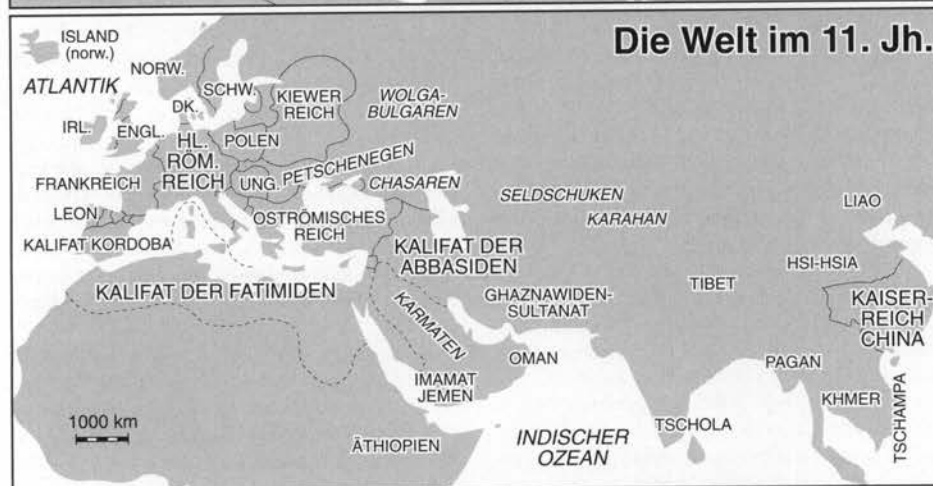 Die Welt im 11. Jh.
ISLAND
(norw.)
ATLANTIK
NORW.
SCHW.
DK.
IRL.
ENGL.
KIEWER
REICH
WOLGA-
BULGAREN
POLEN
HL.
RÖM.
REICH
UNG.
PETSCHENEGEN
CHASAREN
FRANKREICH
LEON
KALIFAT KORDOBA
OSTRÖMISCHES
REICH
SELDSCHUKEN
KARAHAN
LIAO
KALIFAT DER
ABBASIDEN
HSI-HSIA
TIBET
KALIFAT DER FATIMIDEN
KARMATEN
GHAZNAWIDEN-
SULTANAT
KAISER-
REICH
CHINA
OMAN
PAGAN
IMAMAT
JEMEN
KHMER
TSCHAMPA
1000 km
TSCHOLA
ÄTHIOPIEN
INDISCHER
OZEAN